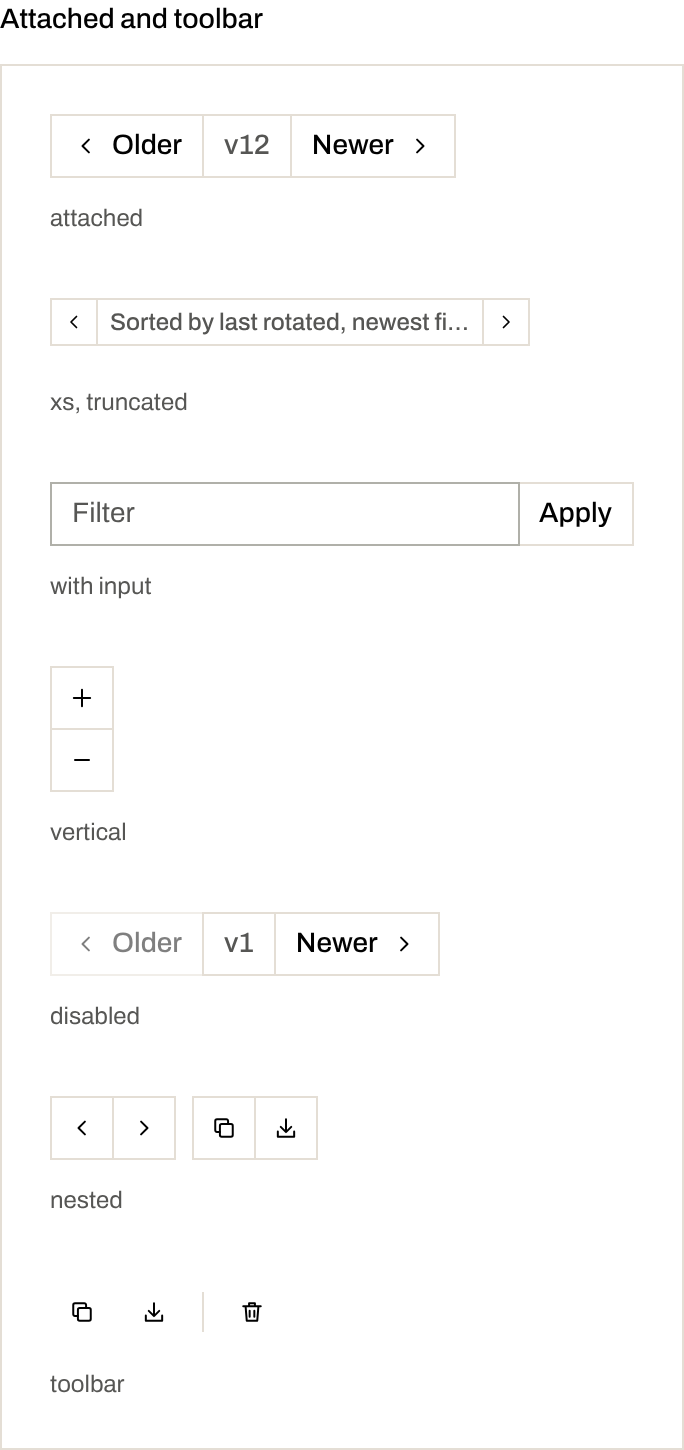 Attached and toolbar
Older v12 Newer
attached
Sorted by last rotated, newest fi...
xs, truncated
Filter Apply
with input
vertical
Older v1 Newer
disabled
nested
toolbar